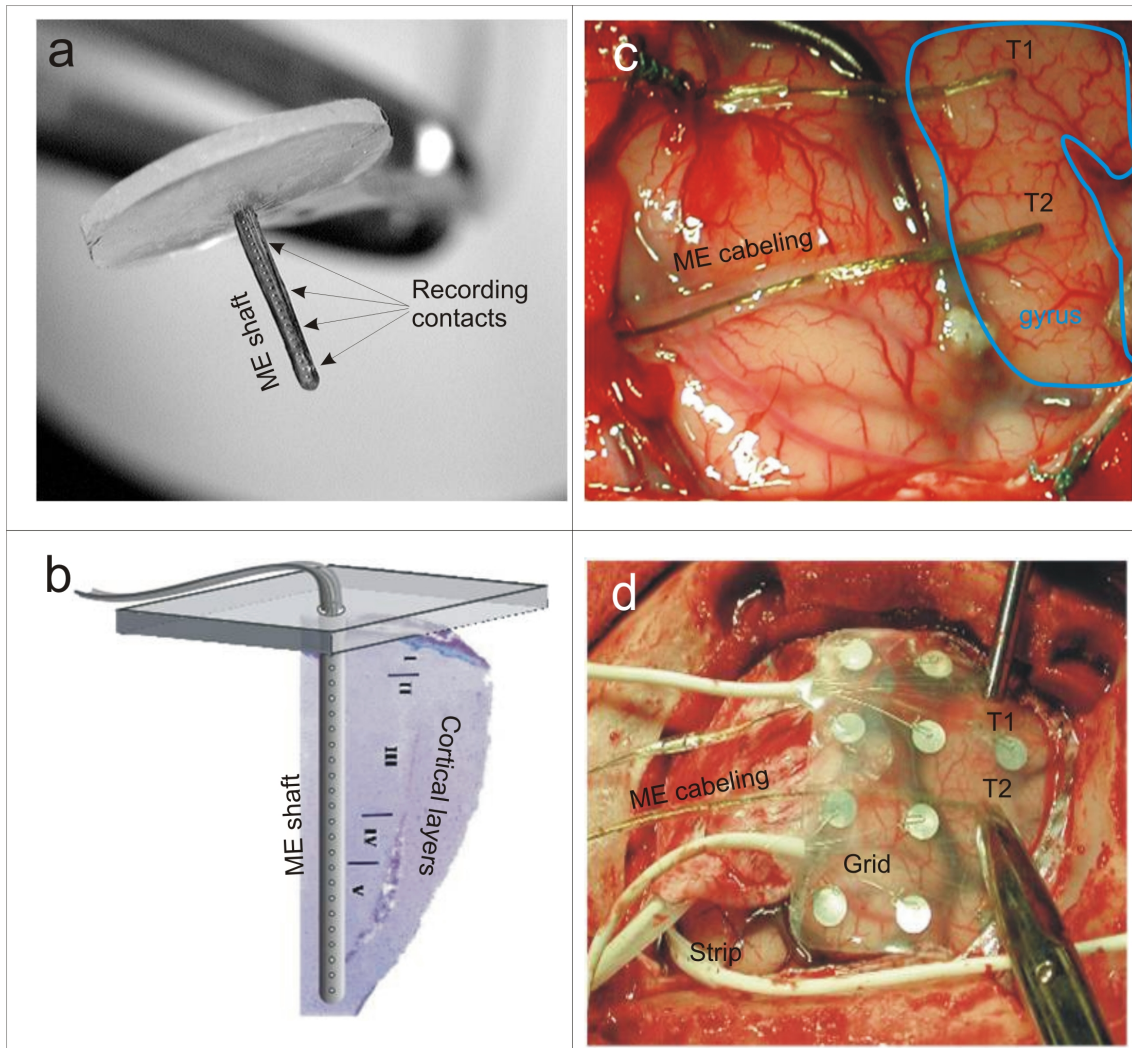 a
Recording
contacts
ME shaft
c
T1
T2
ME cabeling
gyrus
b
I
II
III
IV
V
Cortical layers
ME shaft
d
T1
T2
ME cabeling
Grid
Strip